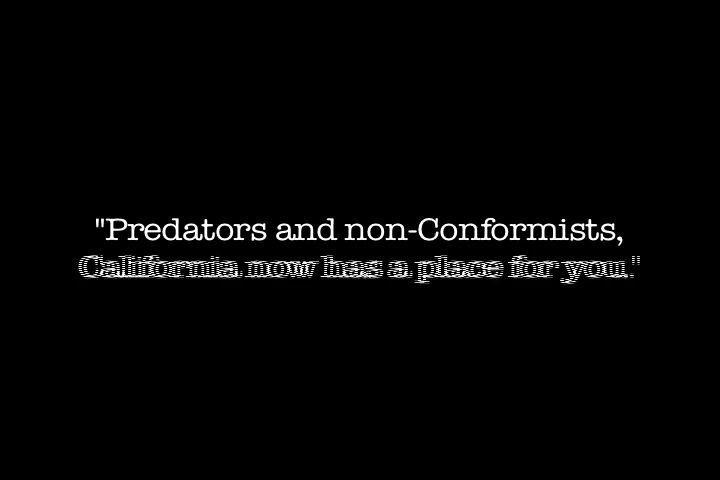 "Predators and non-Conformists,
California now has a place for you."